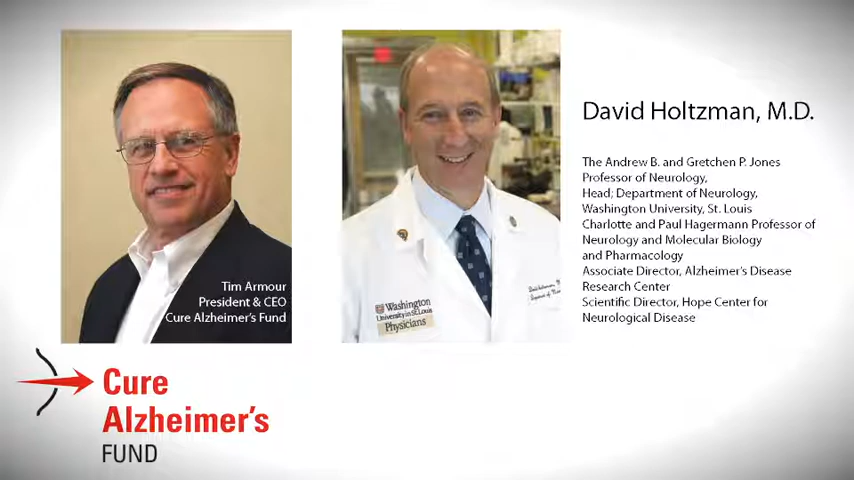 Tim Armour
President & CEO
Cure Alzheimer's Fund
Washington
University in St. Louis
Physicians
David Holtzman, M.D.
The Andrew B. and Gretchen P. Jones
Professor of Neurology,
Head; Department of Neurology,
Washington University, St. Louis
Charlotte and Paul Hagermann Professor of
Neurology and Molecular Biology
and Pharmacology
Associate Director, Alzheimer's Disease
Research Center
Scientific Director, Hope Center for
Neurological Disease
Cure
Alzheimer's
FUND